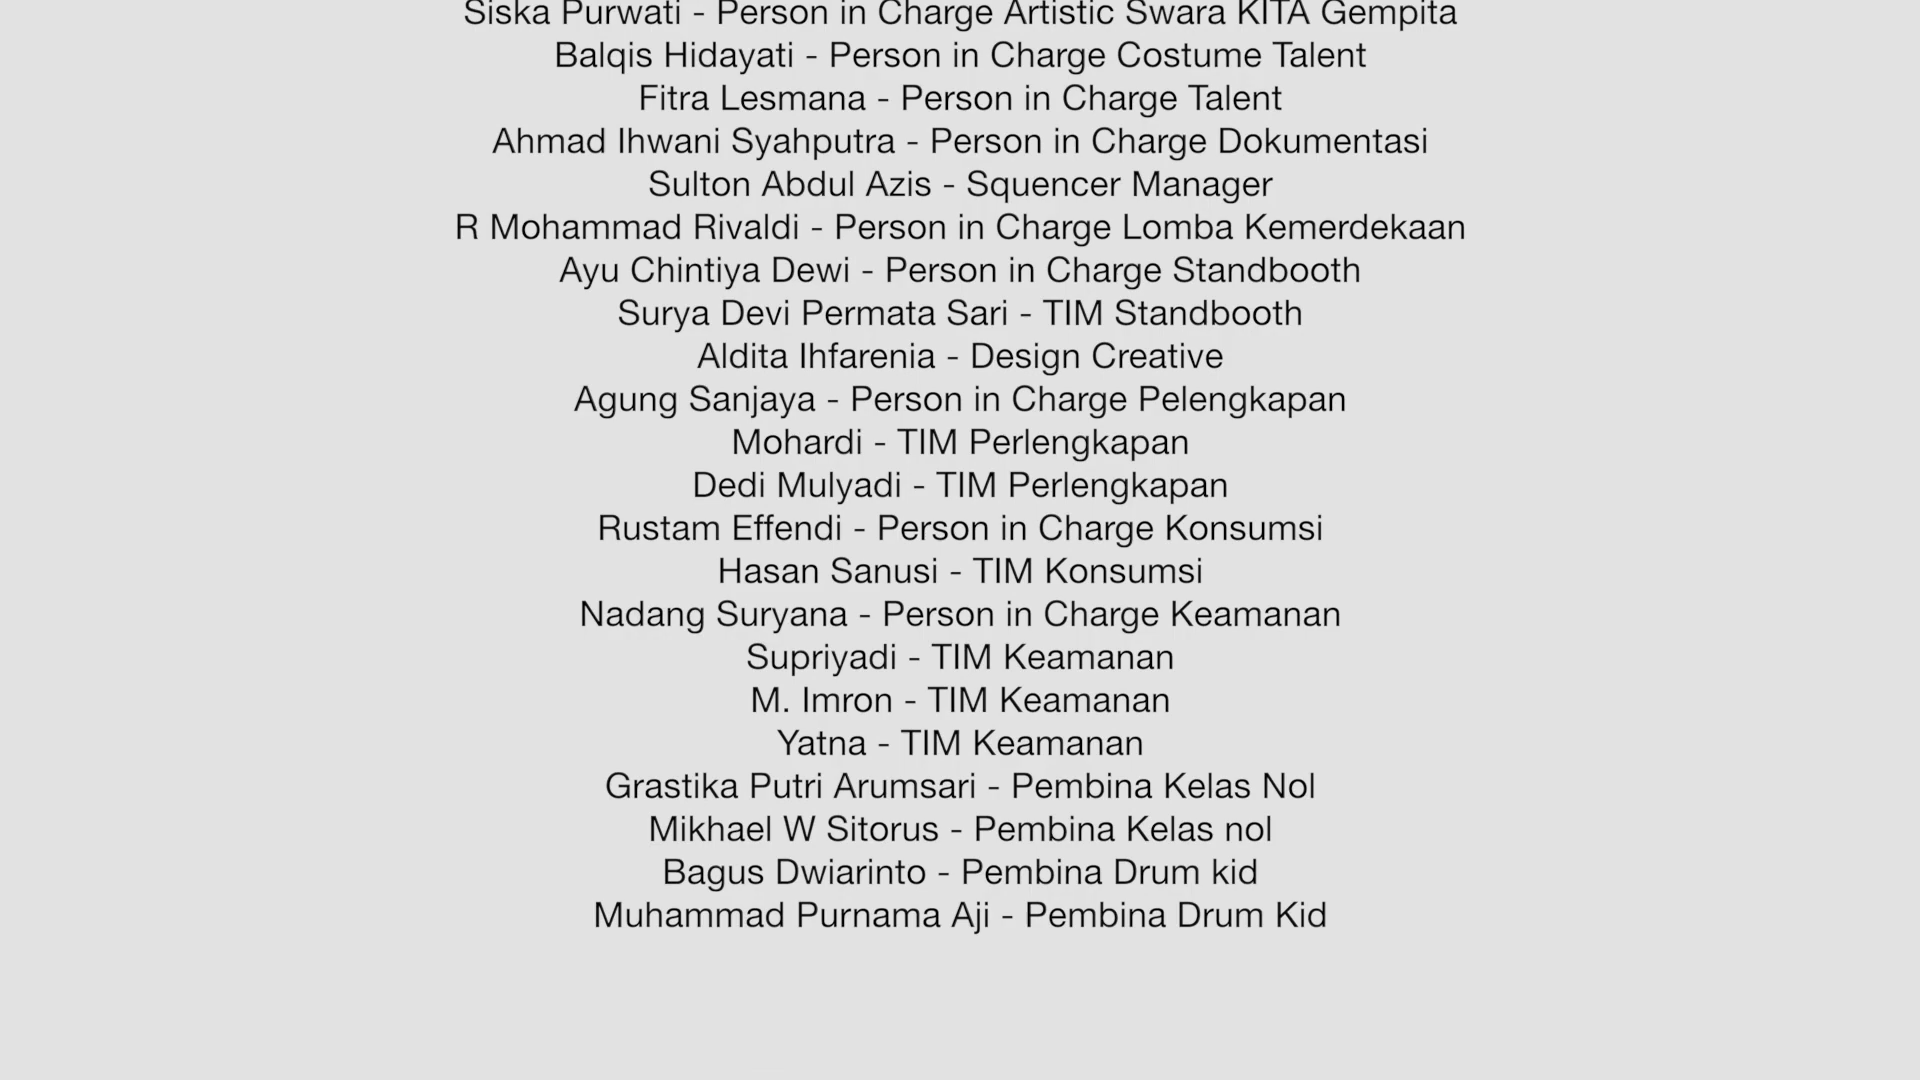 Siska Purwati - Person in Charge Artistic Swara KITA Gempita
Balqis Hidayati - Person in Charge Costume Talent
Fitra Lesmana - Person in Charge Talent
Ahmad Ihwani Syahputra - Person in Charge Dokumentasi
Sulton Abdul Azis - Squencer Manager
R Mohammad Rivaldi - Person in Charge Lomba Kemerdekaan
Ayu Chintiya Dewi - Person in Charge Standbooth
Surya Devi Permata Sari - TIM Standbooth
Aldita Ihfarenia - Design Creative
Agung Sanjaya - Person in Charge Pelengkapan
Mohardi - TIM Perlengkapan
Dedi Mulyadi - TIM Perlengkapan
Rustam Effendi - Person in Charge Konsumsi
Hasan Sanusi - TIM Konsumsi
Nadang Suryana - Person in Charge Keamanan
Supriyadi - TIM Keamanan
M. Imron - TIM Keamanan
Yatna - TIM Keamanan
Grastika Putri Arumsari - Pembina Kelas Nol
Mikhael W Sitorus - Pembina Kelas nol
Bagus Dwiarinto - Pembina Drum kid
Muhammad Purnama Aji - Pembina Drum Kid